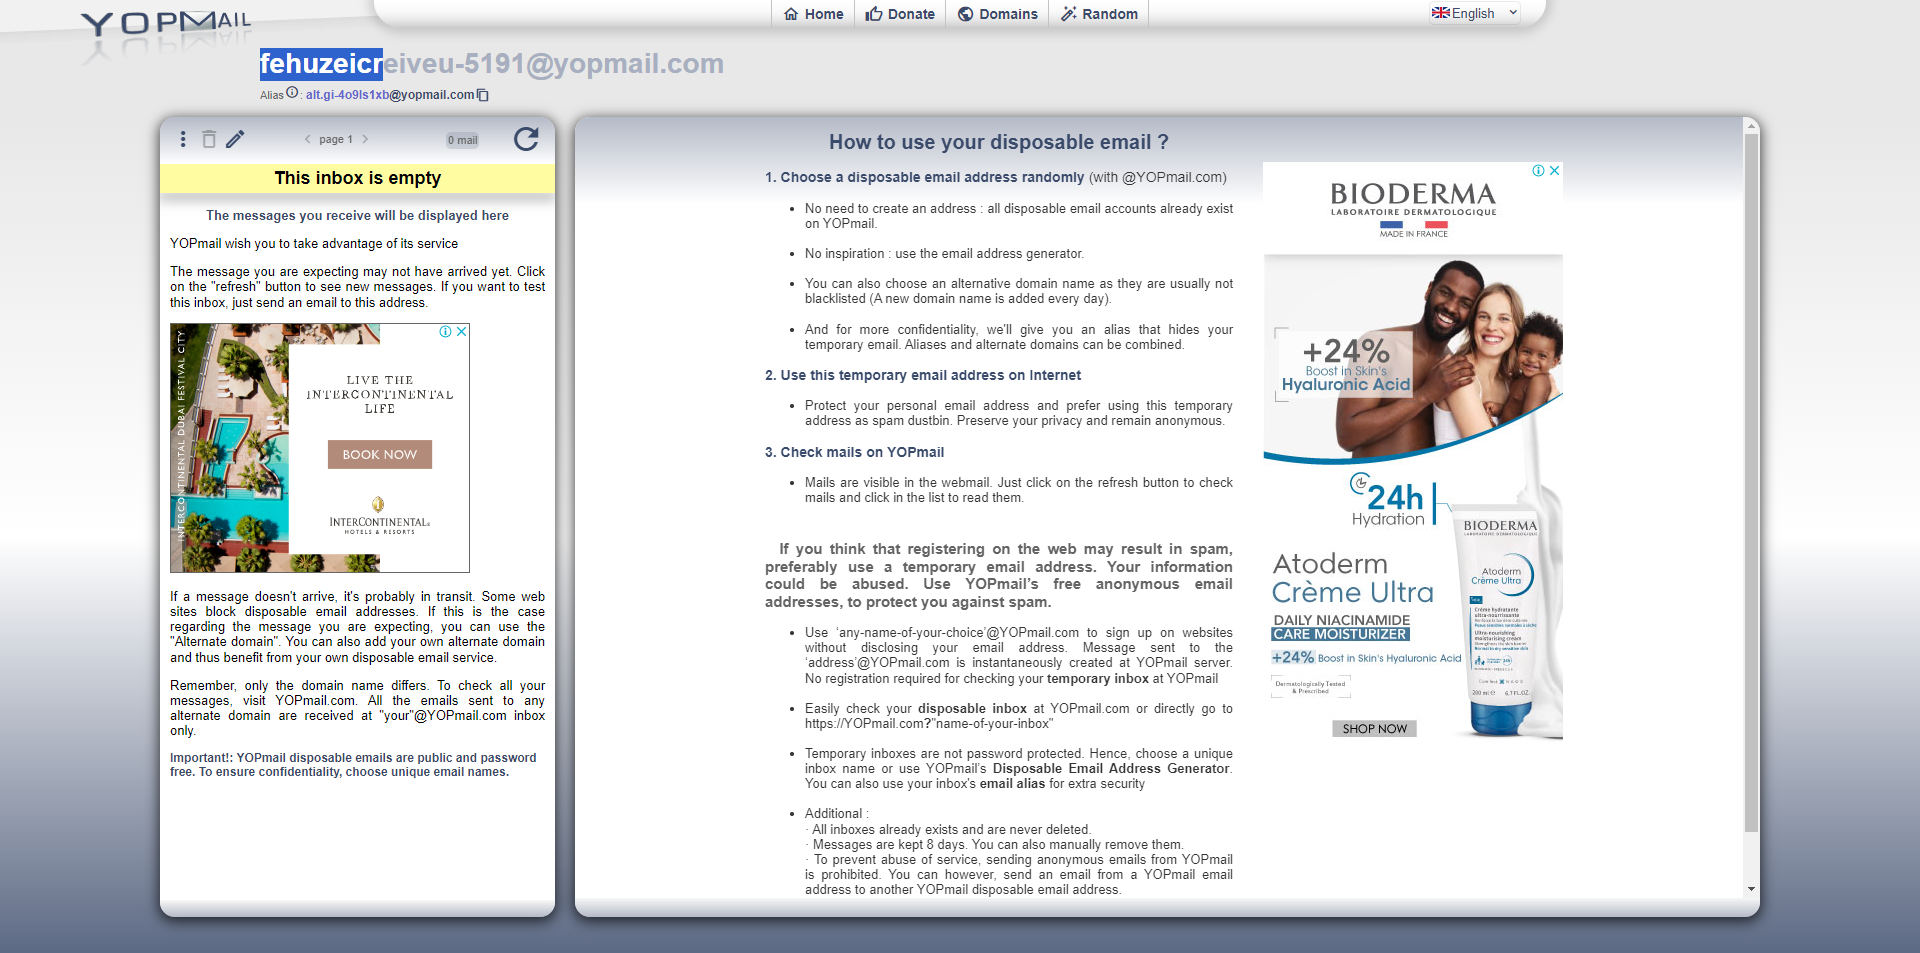 YOPMAIL
Home
Donate
Domains
Random
English
fehuzeicreiveu-5191@yopmail.com
Alias : alt.gi-4o9ls1xb@yopmail.com
page 1
0 mail
This inbox is empty
The messages you receive will be displayed here
YOPmail wish you to take advantage of its service
The message you are expecting may not have arrived yet. Click
on the "refresh" button to see new messages. If you want to test
this inbox, just send an email to this address.
INTERCONTINENTAL DUBAI FESTIVAL CITY
LIVE THE
INTERCONTINENTAL
LIFE
BOOK NOW
INTERCONTINENTAL
HOTELS & RESORTS
If a message doesn't arrive, it's probably in transit. Some web
sites block disposable email addresses. If this is the case
regarding the message you are expecting, you can use the
"Alternate domain". You can also add your own alternate domain
and thus benefit from your own disposable email service.
Remember, only the domain name differs. To check all your
messages, visit YOPmail.com. All the emails sent to any
alternate domain are received at "your"@YOPmail.com inbox
only.
Important!: YOPmail disposable emails are public and password
free. To ensure confidentiality, choose unique email names.
How to use your disposable email ?
1. Choose a disposable email address randomly (with @YOPmail.com)
• No need to create an address : all disposable email accounts already exist
on YOPmail.
• No inspiration : use the email address generator.
• You can also choose an alternative domain name as they are usually not
blacklisted (A new domain name is added every day).
• And for more confidentiality, we'll give you an alias that hides your
temporary email. Aliases and alternate domains can be combined.
2. Use this temporary email address on Internet
• Protect your personal email address and prefer using this temporary
address as spam dustbin. Preserve your privacy and remain anonymous.
3. Check mails on YOPmail
• Mails are visible in the webmail. Just click on the refresh button to check
mails and click in the list to read them.
If you think that registering on the web may result in spam,
preferably use a temporary email address. Your information
could be abused. Use YOPmail's free anonymous email
addresses, to protect you against spam.
• Use ‘any-name-of-your-choice’@YOPmail.com to sign up on websites
without disclosing your email address. Message sent to the
‘address’@YOPmail.com is instantaneously created at YOPmail server.
No registration required for checking your temporary inbox at YOPmail
• Easily check your disposable inbox at YOPmail.com or directly go to
https://YOPmail.com?"name-of-your-inbox"
• Temporary inboxes are not password protected. Hence, choose a unique
inbox name or use YOPmail's Disposable Email Address Generator.
You can also use your inbox's email alias for extra security
• Additional :
· All inboxes already exists and are never deleted.
· Messages are kept 8 days. You can also manually remove them.
· To prevent abuse of service, sending anonymous emails from YOPmail
is prohibited. You can however, send an email from a YOPmail email
address to another YOPmail disposable email address.
BIODERMA
LABORATOIRE DERMATOLOGIQUE
MADE IN FRANCE
+24%
Boost in Skin's
Hyaluronic Acid
24h
Hydration
Atoderm
Crème Ultra
DAILY NIACINAMIDE
CARE MOISTURIZER
+24% Boost in Skin's Hyaluronic Acid
Dermatologically Tested
& Prescribed
SHOP NOW
BIODERMA
LABORATOIRE DERMATOLOGIQUE
Atoderm
Crème Ultra
Crème hydratante
ultra-nourrissante
Ultra-nourishing
moisturising cream
200 ml e 6.7 FL.OZ.